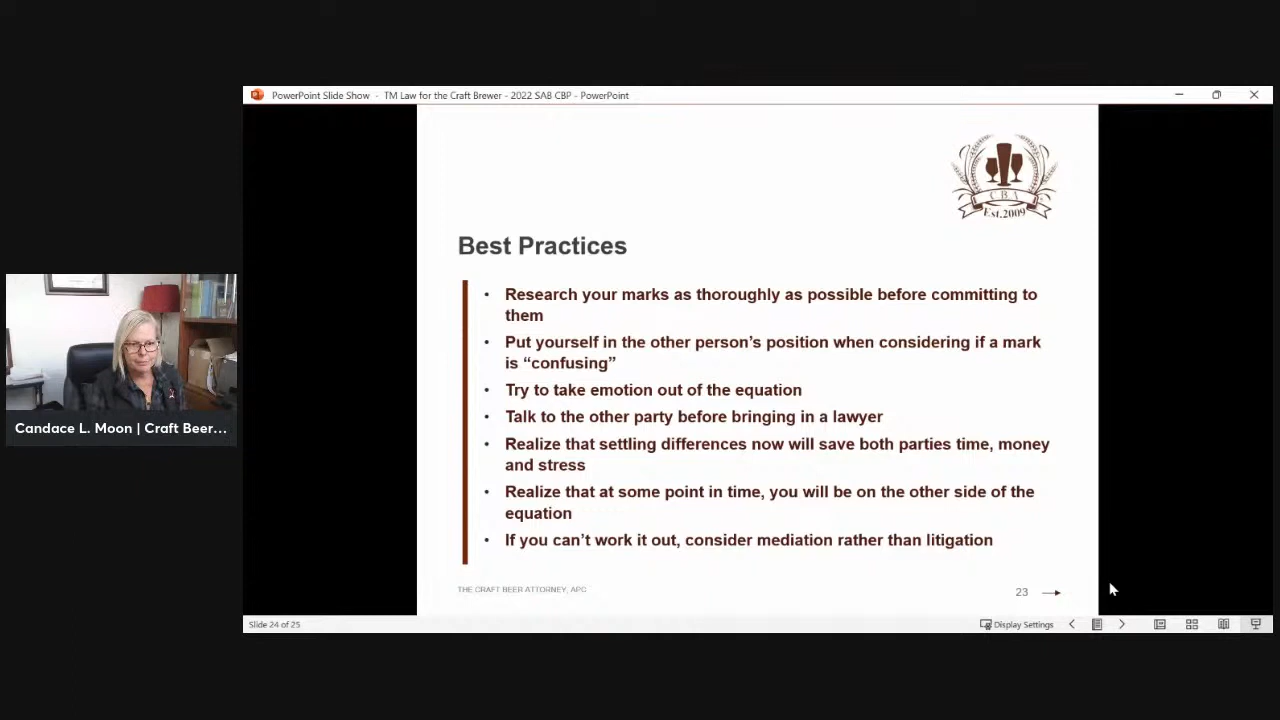 PowerPoint Slide Show - TM Law for the Craft Brewer - 2022 SAB CBP - PowerPoint
C.B.A
Est.2009
Best Practices
• Research your marks as thoroughly as possible before committing to
them
• Put yourself in the other person's position when considering if a mark
is “confusing”
• Try to take emotion out of the equation
• Talk to the other party before bringing in a lawyer
• Realize that settling differences now will save both parties time, money
and stress
• Realize that at some point in time, you will be on the other side of the
equation
• If you can't work it out, consider mediation rather than litigation
Candace L. Moon | Craft Beer...
THE CRAFT BEER ATTORNEY, APC
23
Slide 24 of 25
Display Settings